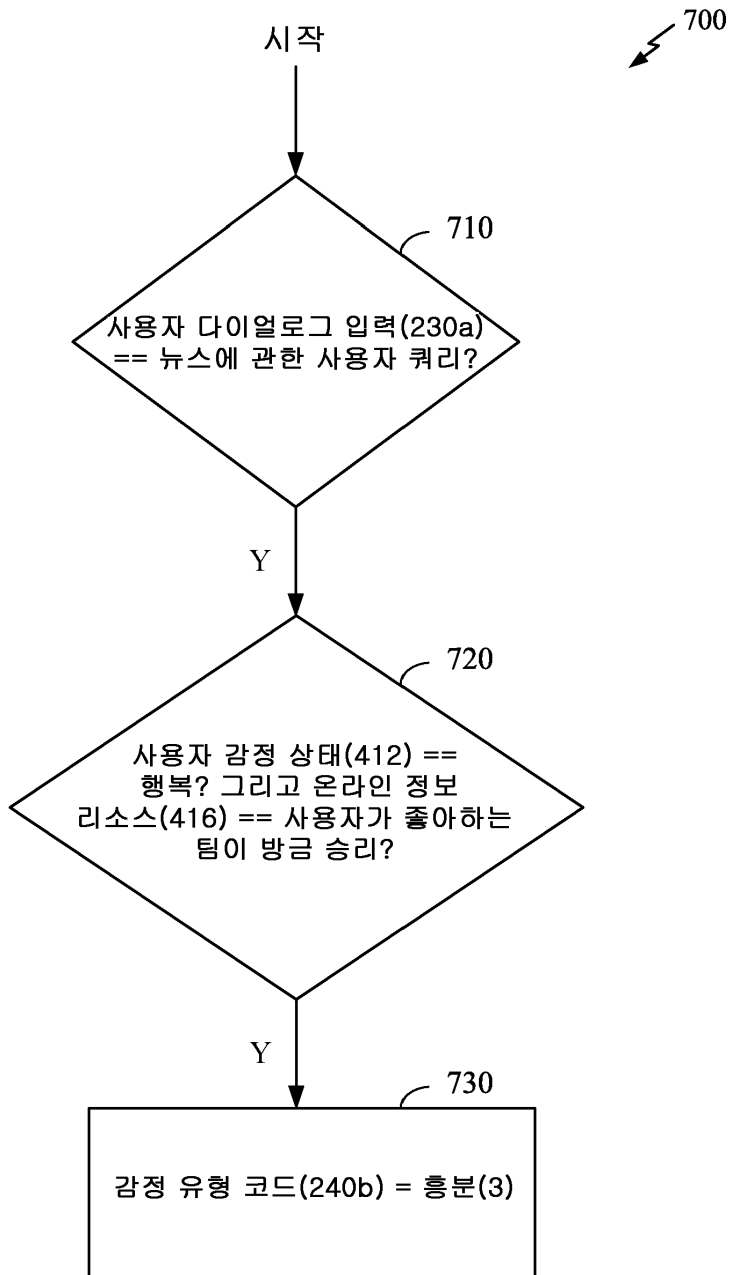 700
시작
710
사용자 다이얼로그 입력(230a)
== 뉴스에 관한 사용자 쿼리?
Y
720
사용자 감정 상태(412) ==
행복? 그리고 온라인 정보
리소스(416) == 사용자가 좋아하는
팀이 방금 승리?
Y
730
감정 유형 코드(240b) = 흥분(3)